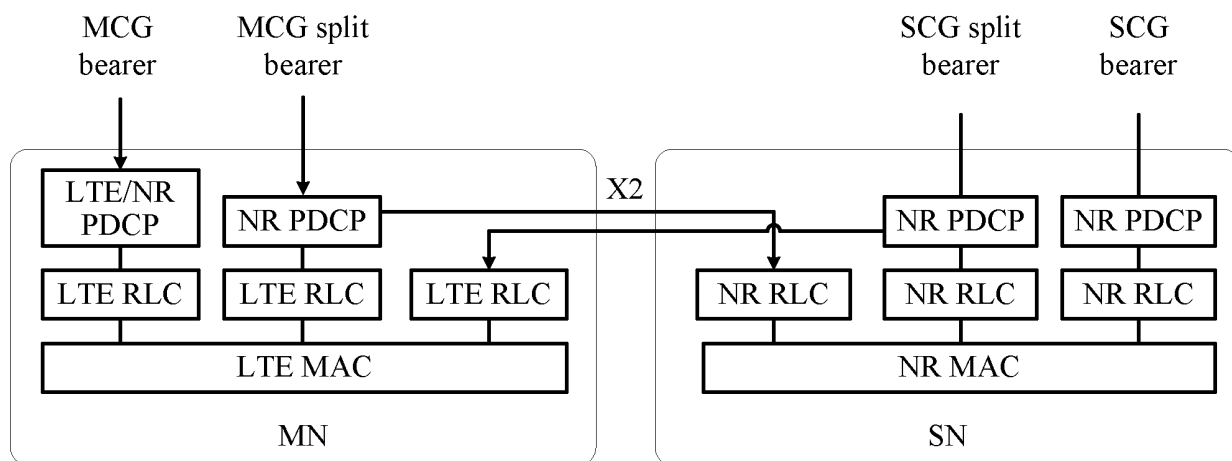 MCG
bearer
MCG split
bearer
SCG split
bearer
SCG
bearer
LTE/NR
PDCP
NR PDCP
X2
NR PDCP
NR PDCP
LTE RLC
LTE RLC
LTE RLC
NR RLC
NR RLC
NR RLC
LTE MAC
NR MAC
MN
SN